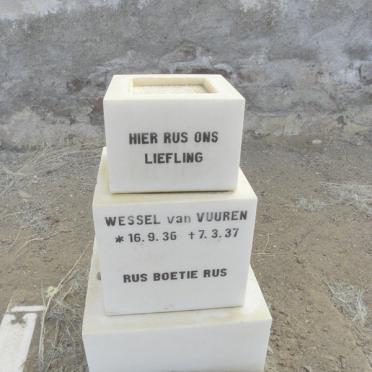 HIER RUS ONS
LIEFLING
WESSEL van VUUREN
* 16. 9. 36 † 7. 3. 37
RUS BOETIE RUS